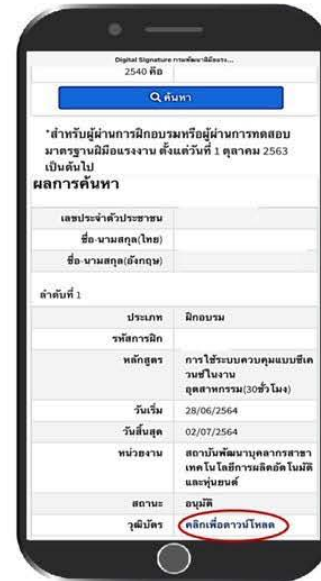 Digital Signature กรมพัฒนาฝีมือแรง...
2540 คือ
ค้นหา
*สำหรับผู้ผ่านการฝึกอบรมหรือผู้ผ่านการทดสอบ
มาตรฐานฝีมือแรงงาน ตั้งแต่วันที่ 1 ตุลาคม 2563
เป็นต้นไป
ผลการค้นหา
เลขประจำตัวประชาชน
ชื่อ-นามสกุล(ไทย)
ชื่อ-นามสกุล(อังกฤษ)
ลำดับที่ 1
ประเภท ฝึกอบรม
รหัสการฝึก
หลักสูตร การใช้ระบบควบคุมแบบซีเค
วนซ์ในงาน
อุตสาหกรรม(30ชั่วโมง)
วันเริ่ม 28/06/2564
วันสิ้นสุด 02/07/2564
หน่วยงาน สถาบันพัฒนาบุคลากรสาขา
เทคโนโลยีการผลิตอัตโนมัติ
และหุ่นยนต์
สถานะ อนุมัติ
วุฒิบัตร คลิกเพื่อดาวน์โหลด